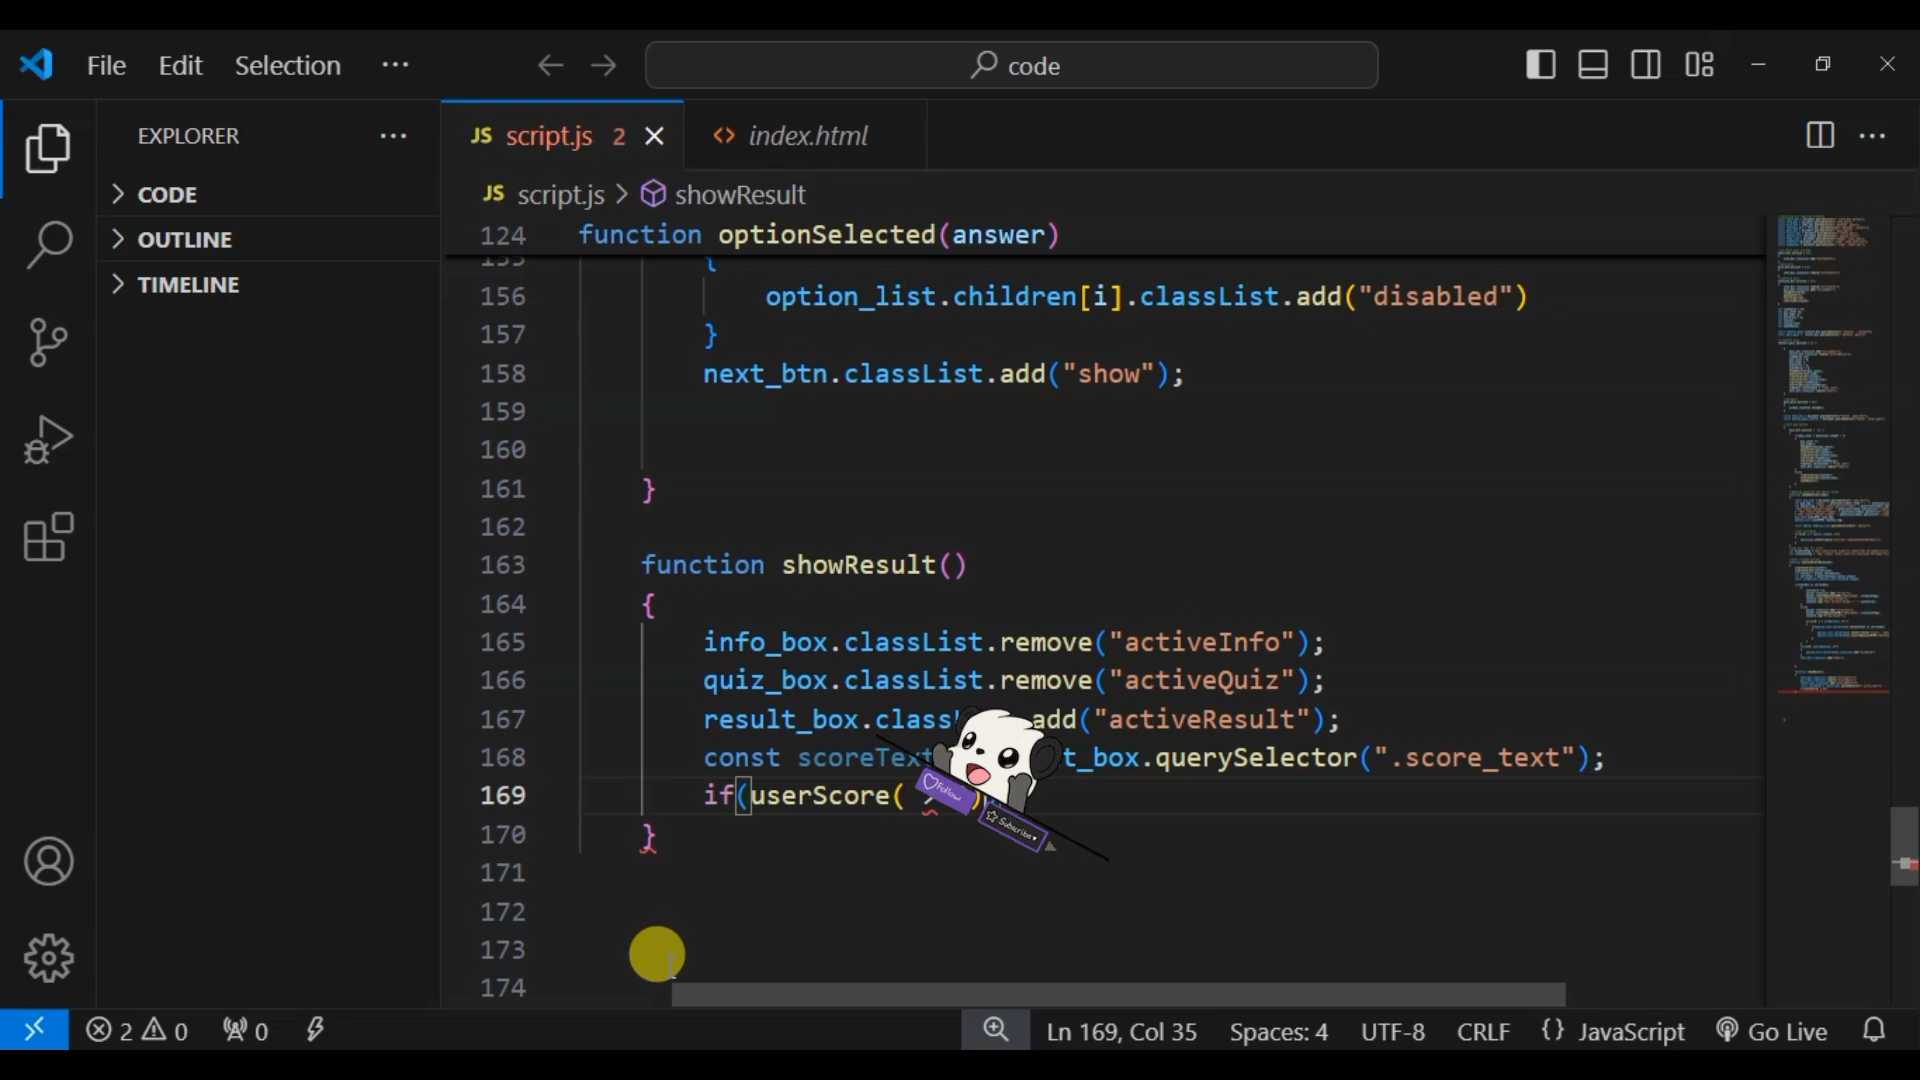 File Edit Selection ··· code
EXPLORER ···
CODE
OUTLINE
TIMELINE
JS script.js 2 index.html ···
JS script.js > showResult
124 function optionSelected(answer)
155 {
156 option_list.children[i].classList.add("disabled")
157 }
158 next_btn.classList.add("show");
159
160
161 }
162
163 function showResult()
164 {
165 info_box.classList.remove("activeInfo");
166 quiz_box.classList.remove("activeQuiz");
167 result_box.class add("activeResult");
168 const scoreText t_box.querySelector(".score_text");
169 if(userScore( )
170 }
171
172
173
174
Follow
Subscribe
2 0 0 Ln 169, Col 35 Spaces: 4 UTF-8 CRLF {} JavaScript Go Live